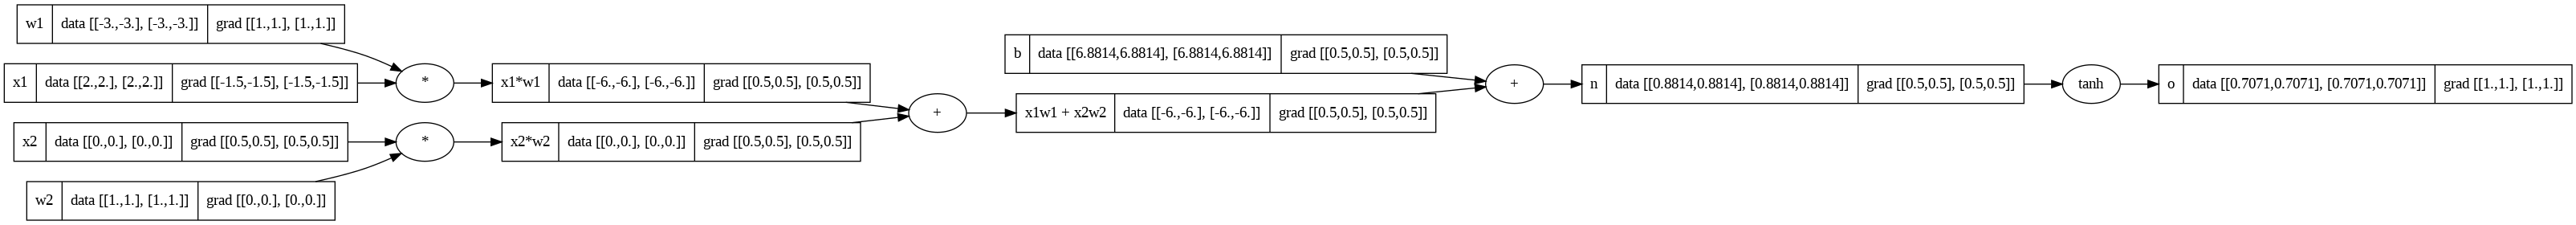 w1 data [[-3.,-3.], [-3.,-3.]] grad [[1.,1.], [1.,1.]]
x1 data [[2.,2.], [2.,2.]] grad [[-1.5,-1.5], [-1.5,-1.5]]
*
x1*w1 data [[-6.,-6.], [-6.,-6.]] grad [[0.5,0.5], [0.5,0.5]]
x2 data [[0.,0.], [0.,0.]] grad [[0.5,0.5], [0.5,0.5]]
*
x2*w2 data [[0.,0.], [0.,0.]] grad [[0.5,0.5], [0.5,0.5]]
w2 data [[1.,1.], [1.,1.]] grad [[0.,0.], [0.,0.]]
+
b data [[6.8814,6.8814], [6.8814,6.8814]] grad [[0.5,0.5], [0.5,0.5]]
x1w1 + x2w2 data [[-6.,-6.], [-6.,-6.]] grad [[0.5,0.5], [0.5,0.5]]
+
n data [[0.8814,0.8814], [0.8814,0.8814]] grad [[0.5,0.5], [0.5,0.5]]
tanh
o data [[0.7071,0.7071], [0.7071,0.7071]] grad [[1.,1.], [1.,1.]]